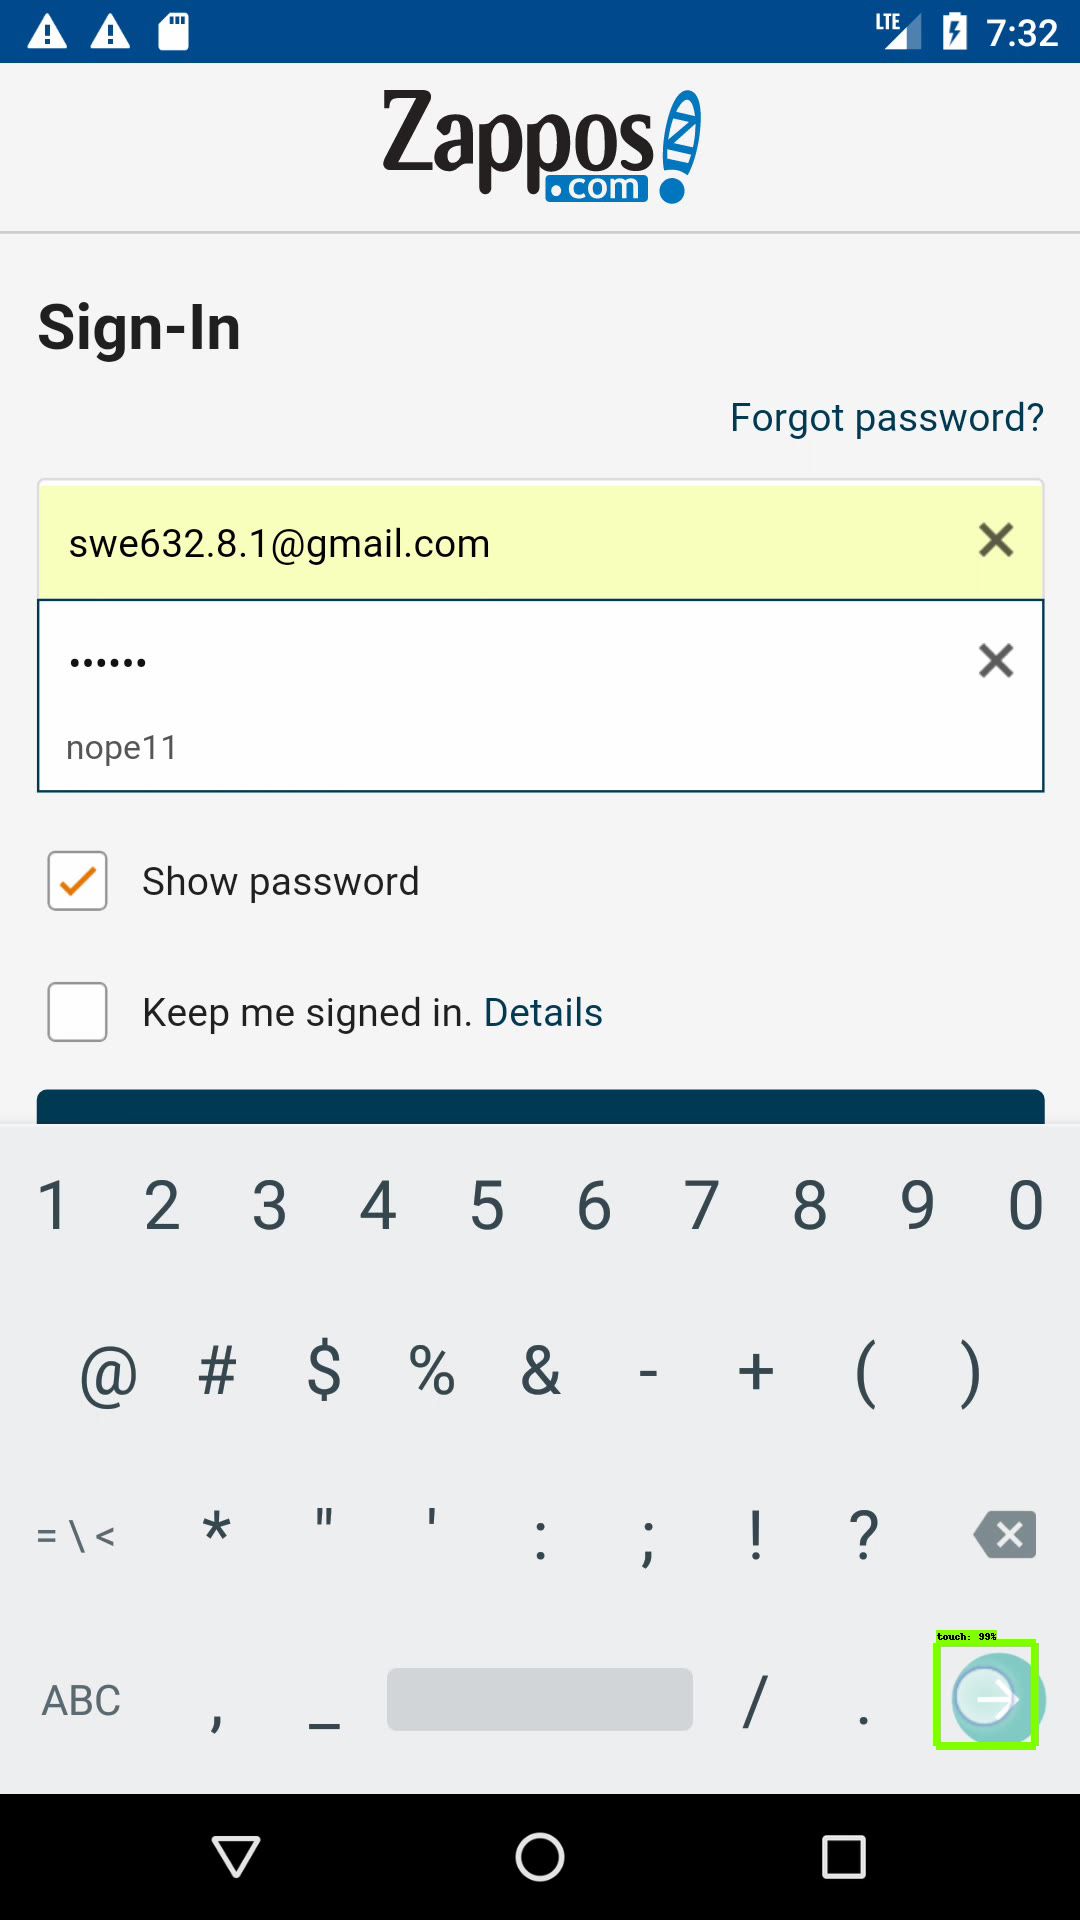 LTE 7:32
Zappos
.com
Sign-In
Forgot password?
swe632.8.1@gmail.com
••••••
nope11
Show password
Keep me signed in. Details
1 2 3 4 5 6 7 8 9 0
@ # $ % & - + ( )
= \ < * " ' : ; ! ?
touch: 99%
ABC , _ / .